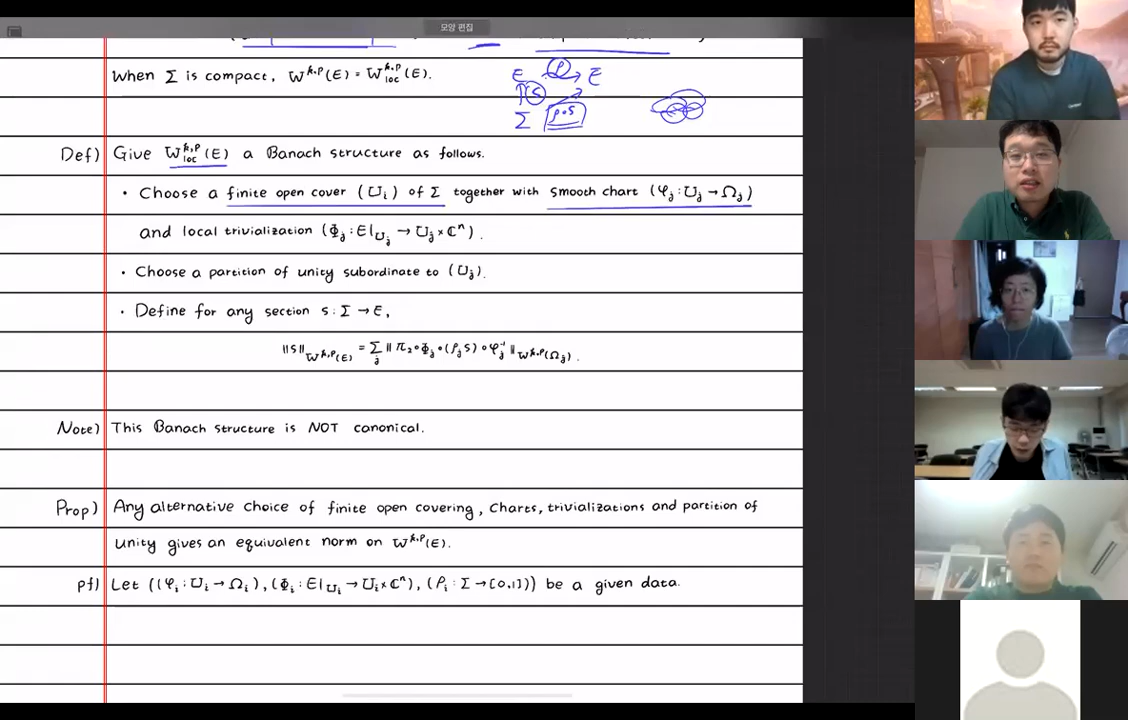 모양 편집
When Σ is compact, W^{k,p}(E) = W^{k,p}_{loc}(E).
E φ E
s
Σ ρ∘s
Def) Give W^{k,p}_{loc}(E) a Banach structure as follows.
· Choose a finite open cover (U_i) of Σ together with smooth chart (φ_j : U_j → Ω_j)
and local trivialization (Φ_j : E|_{U_j} → U_j × ℂ^n).
· Choose a partition of unity subordinate to (U_j).
· Define for any section s : Σ → E,
‖s‖_{W^{k,p}(E)} = Σ_j ‖π_2 ∘ Φ_j ∘ (ρ_j s) ∘ φ_j^{-1}‖_{W^{k,p}(Ω_j)}.
Note) This Banach structure is NOT canonical.
Prop) Any alternative choice of finite open covering, charts, trivializations and partition of
unity gives an equivalent norm on W^{k,p}(E).
pf) Let ((φ_i : U_i → Ω_i), (Φ_i : E|_{U_i} → U_i × ℂ^n), (ρ_i : Σ → [0,1])) be a given data.